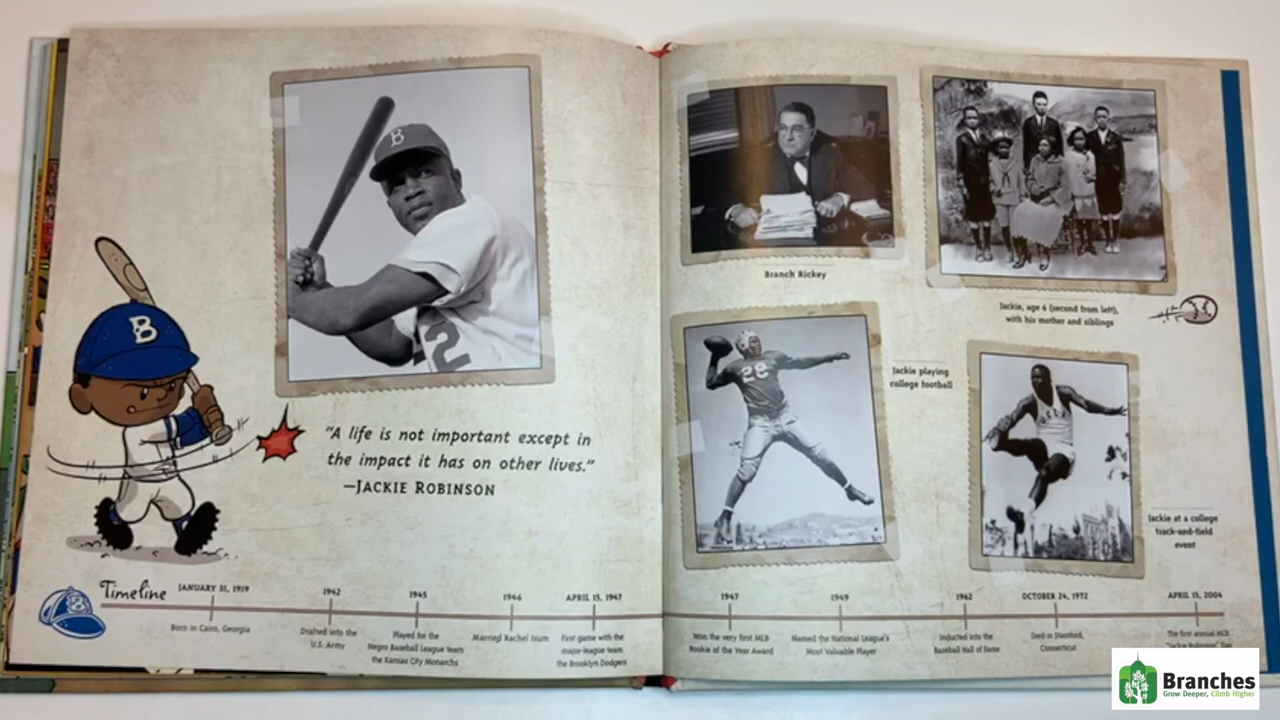 B
B
42
"A life is not important except in
the impact it has on other lives."
—JACKIE ROBINSON
Branch Rickey
Jackie, age 6 (second from left),
with his mother and siblings
28
Jackie playing
college football
Jackie at a college
track-and-field
event
B
Timeline
JANUARY 31, 1919
Born in Cairo, Georgia
1942
Drafted into the
U.S. Army
1945
Played for the
Negro Baseball League team
the Kansas City Monarchs
1946
Married Rachel Isum
APRIL 15, 1947
First game with the
major-league team
the Brooklyn Dodgers
1947
Won the very first MLB
Rookie of the Year Award
1949
Named the National League's
Most Valuable Player
1962
Inducted into the
Baseball Hall of Fame
OCTOBER 24, 1972
Died in Stamford,
Connecticut
APRIL 15, 2004
The first annual MLB
"Jackie Robinson" Day
Branches
Grow Deeper, Climb Higher